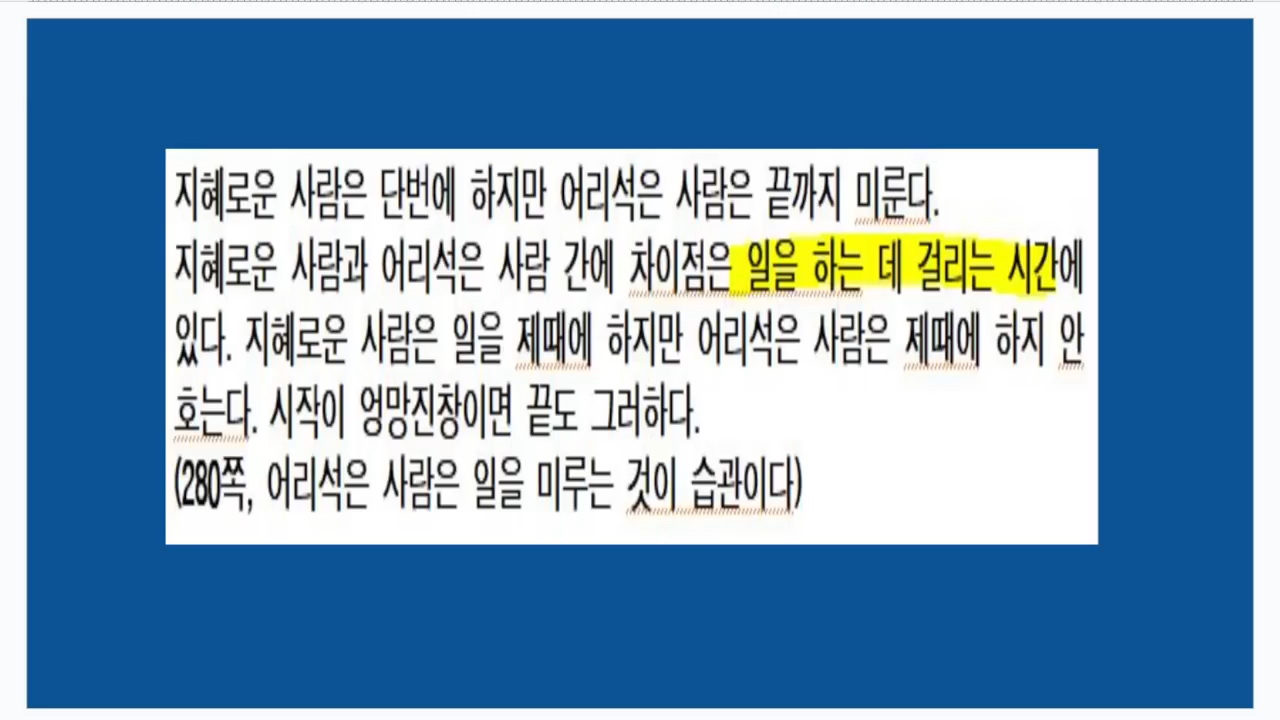 지혜로운 사람은 단번에 하지만 어리석은 사람은 끝까지 미룬다.
지혜로운 사람과 어리석은 사람 간에 차이점은 일을 하는 데 걸리는 시간에
있다. 지혜로운 사람은 일을 제때에 하지만 어리석은 사람은 제때에 하지 안
호는다. 시작이 엉망진창이면 끝도 그러하다.
(280쪽, 어리석은 사람은 일을 미루는 것이 습관이다)